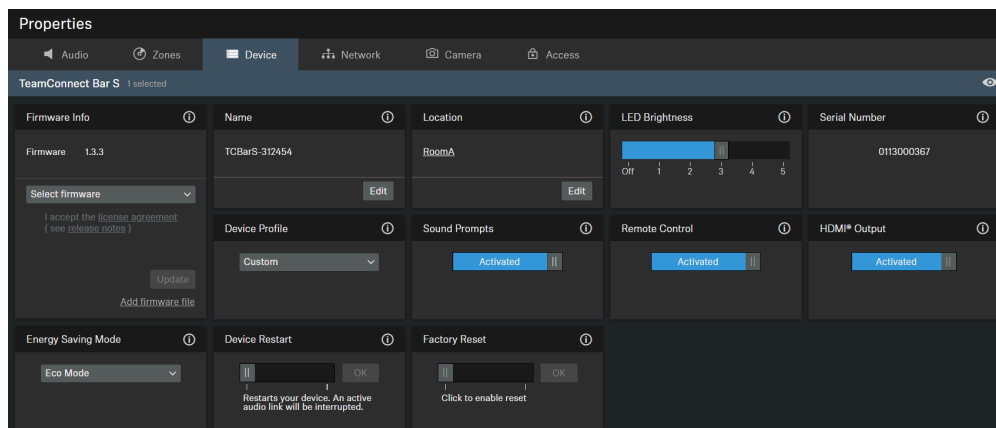 Properties
Audio
Zones
Device
Network
Camera
Access
TeamConnect Bar S 1 selected
Firmware Info
Firmware 1.3.3
Select firmware
I accept the license agreement
( see release notes )
Update
Add firmware file
Name
TCBarS-312454
Edit
Location
RoomA
Edit
LED Brightness
Off 1 2 3 4 5
Serial Number
0113000367
Device Profile
Custom
Sound Prompts
Activated
Remote Control
Activated
HDMI® Output
Activated
Energy Saving Mode
Eco Mode
Device Restart
OK
Restarts your device. An active
audio link will be interrupted.
Factory Reset
OK
Click to enable reset